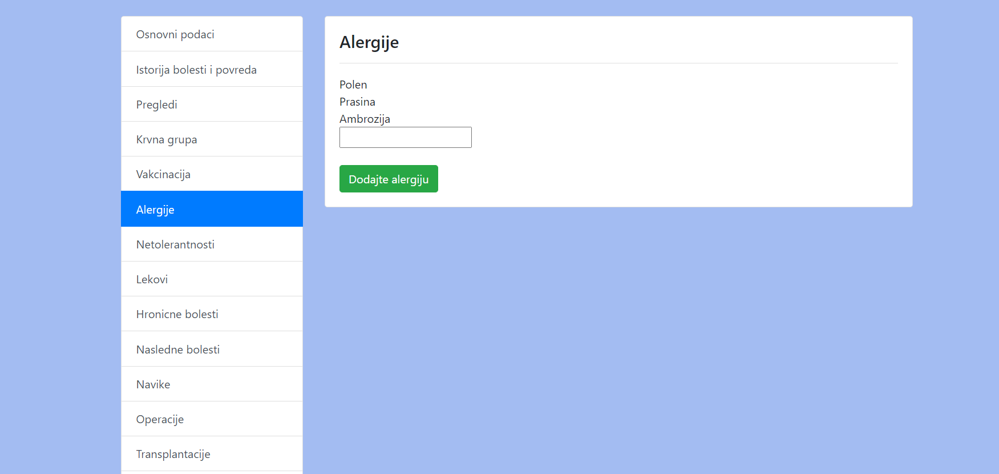 Osnovni podaci
Istorija bolesti i povreda
Pregledi
Krvna grupa
Vakcinacija
Alergije
Netolerantnosti
Lekovi
Hronicne bolesti
Nasledne bolesti
Navike
Operacije
Transplantacije
Alergije
Polen
Prasina
Ambrozija
Dodajte alergiju